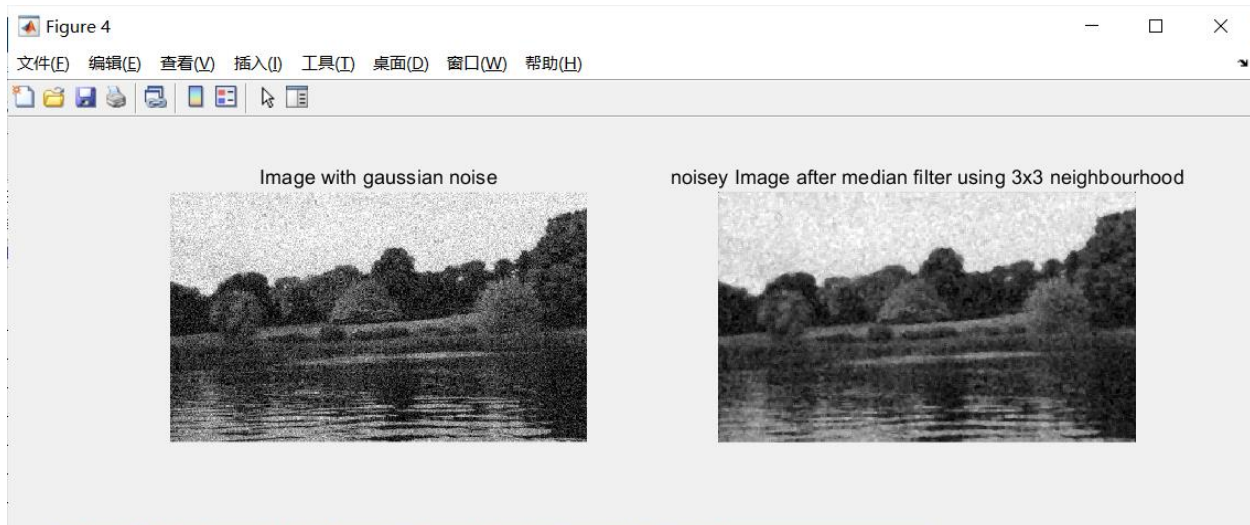 Figure 4
文件(F) 编辑(E) 查看(V) 插入(I) 工具(T) 桌面(D) 窗口(W) 帮助(H)
Image with gaussian noise
noisey Image after median filter using 3x3 neighbourhood